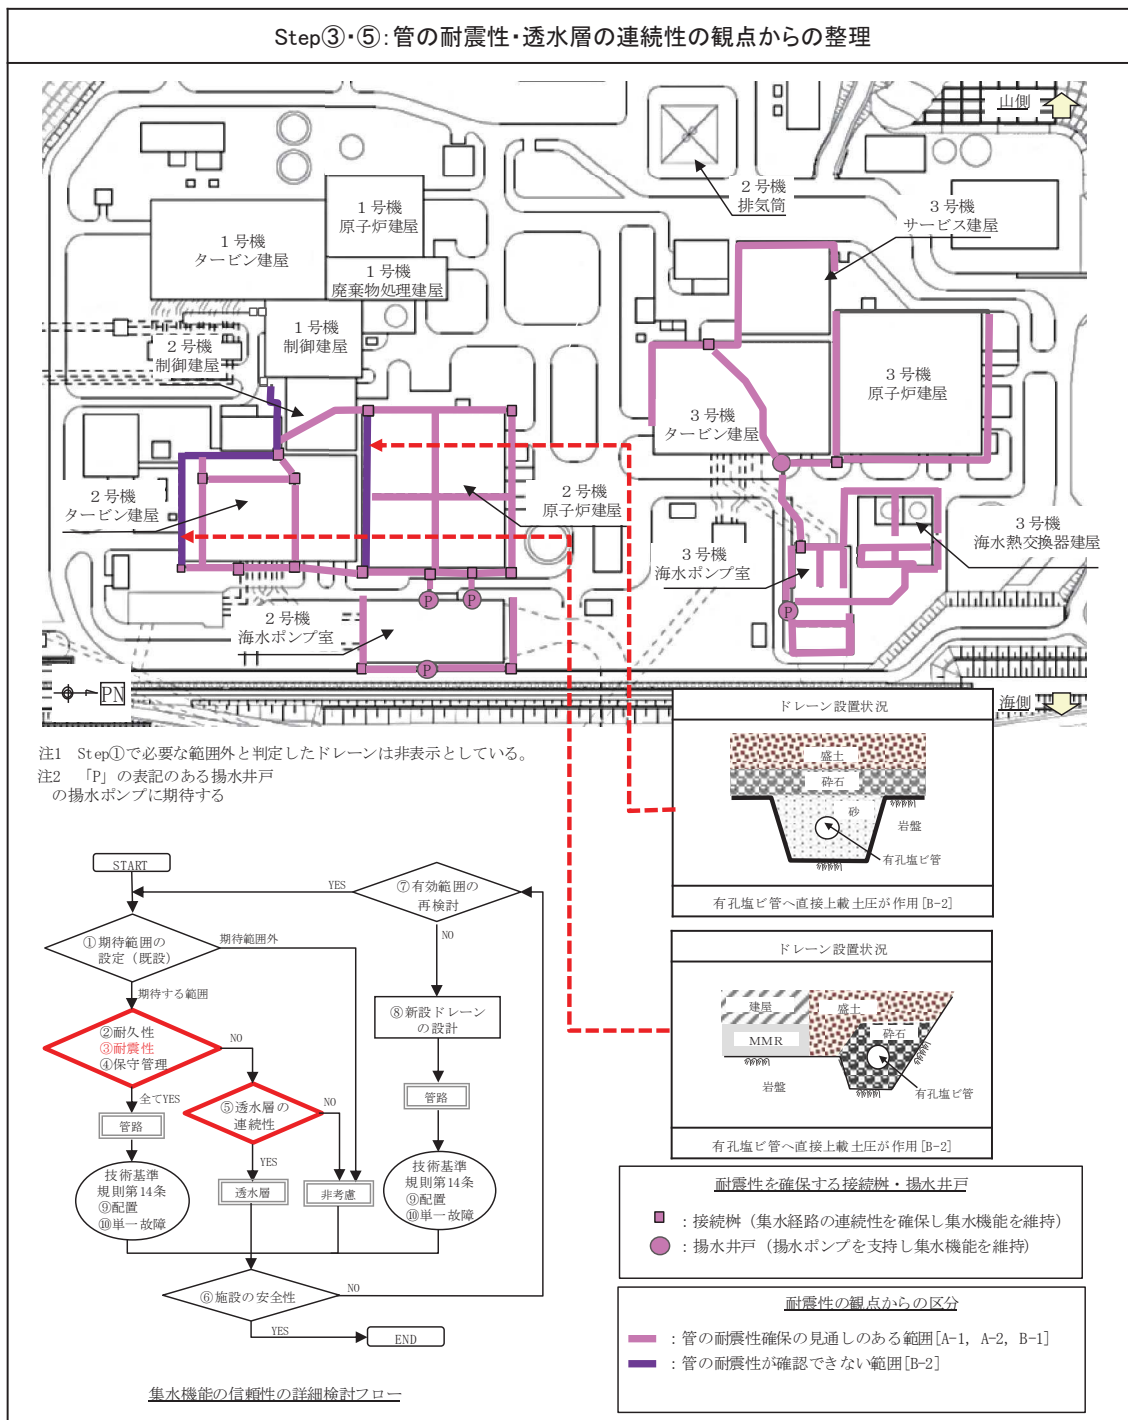 Step③・⑤：管の耐震性・透水層の連続性の観点からの整理
山側
２号機
排気筒
３号機
サービス建屋
１号機
原子炉建屋
１号機
タービン建屋
１号機
廃棄物処理建屋
１号機
制御建屋
２号機
制御建屋
３号機
原子炉建屋
３号機
タービン建屋
２号機
タービン建屋
２号機
原子炉建屋
３号機
海水熱交換器建屋
３号機
海水ポンプ室
２号機
海水ポンプ室
P
P
P
P
PN
海側
注1　Step①で必要な範囲外と判定したドレーンは非表示としている。
注2　「P」の表記のある揚水井戸
の揚水ポンプに期待する
ドレーン設置状況
盛土
砕石
砂
岩盤
有孔塩ビ管
有孔塩ビ管へ直接上載土圧が作用[B-2]
ドレーン設置状況
建屋
盛土
MMR
砕石
岩盤
有孔塩ビ管
有孔塩ビ管へ直接上載土圧が作用[B-2]
START
YES
⑦有効範囲の
再検討
①期待範囲の
設定（既設）
期待範囲外
NO
期待する範囲
⑧新設ドレーン
の設計
②耐久性
③耐震性
④保守管理
NO
全てYES
⑤透水層の
連続性
NO
管路
管路
YES
技術基準
規則第14条
⑨配置
⑩単一故障
透水層
非考慮
技術基準
規則第14条
⑨配置
⑩単一故障
⑥施設の安全性
NO
YES
END
集水機能の信頼性の詳細検討フロー
耐震性を確保する接続桝・揚水井戸
：接続桝（集水経路の連続性を確保し集水機能を維持）
：揚水井戸（揚水ポンプを支持し集水機能を維持）
耐震性の観点からの区分
：管の耐震性確保の見通しのある範囲[A-1, A-2, B-1]
：管の耐震性が確認できない範囲[B-2]